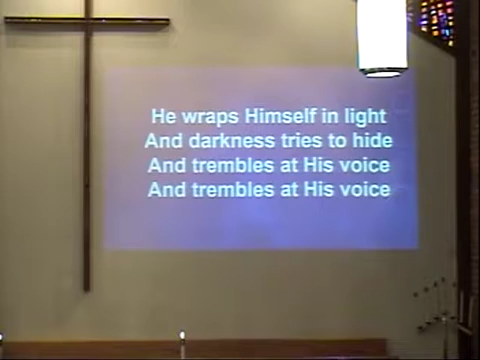 He wraps Himself in light
And darkness tries to hide
And trembles at His voice
And trembles at His voice